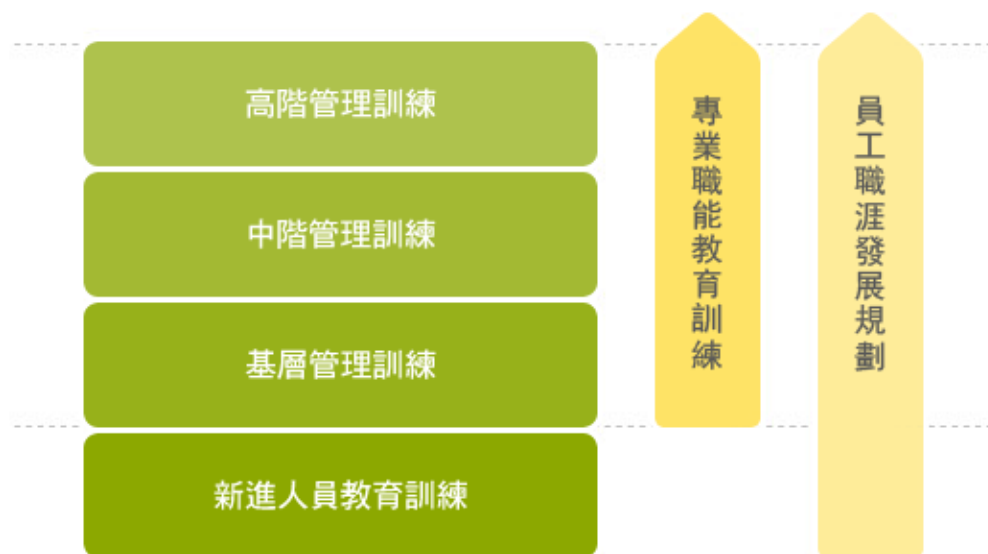 高階管理訓練
中階管理訓練
基層管理訓練
新進人員教育訓練
專業職能教育訓練
員工職涯發展規劃